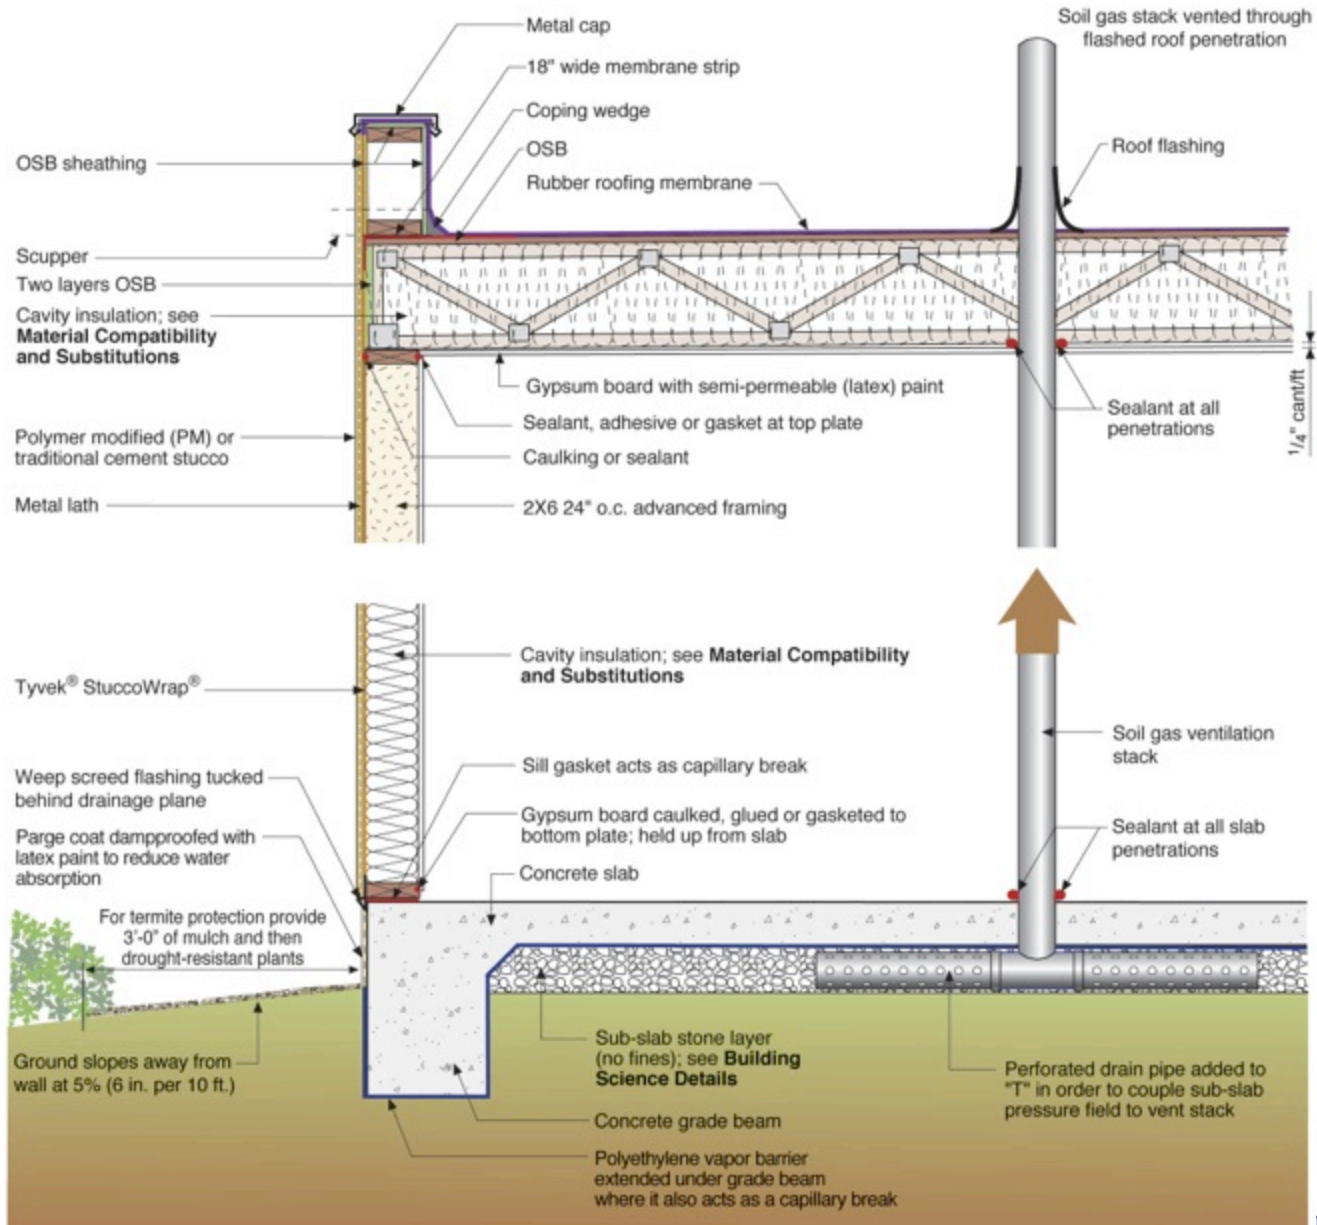 Metal cap
18" wide membrane strip
Coping wedge
OSB
Rubber roofing membrane
Soil gas stack vented through
flashed roof penetration
Roof flashing
OSB sheathing
Scupper
Two layers OSB
Cavity insulation; see
Material Compatibility
and Substitutions
Polymer modified (PM) or
traditional cement stucco
Metal lath
Gypsum board with semi-permeable (latex) paint
Sealant, adhesive or gasket at top plate
Caulking or sealant
2X6 24" o.c. advanced framing
Sealant at all
penetrations
1/4" cant/ft
Cavity insulation; see Material Compatibility
and Substitutions
Tyvek® StuccoWrap®
Weep screed flashing tucked
behind drainage plane
Parge coat dampproofed with
latex paint to reduce water
absorption
For termite protection provide
3'-0" of mulch and then
drought-resistant plants
Ground slopes away from
wall at 5% (6 in. per 10 ft.)
Sill gasket acts as capillary break
Gypsum board caulked, glued or gasketed to
bottom plate; held up from slab
Concrete slab
Soil gas ventilation
stack
Sealant at all slab
penetrations
Sub-slab stone layer
(no fines); see Building
Science Details
Concrete grade beam
Polyethylene vapor barrier
extended under grade beam
where it also acts as a capillary break
Perforated drain pipe added to
"T" in order to couple sub-slab
pressure field to vent stack